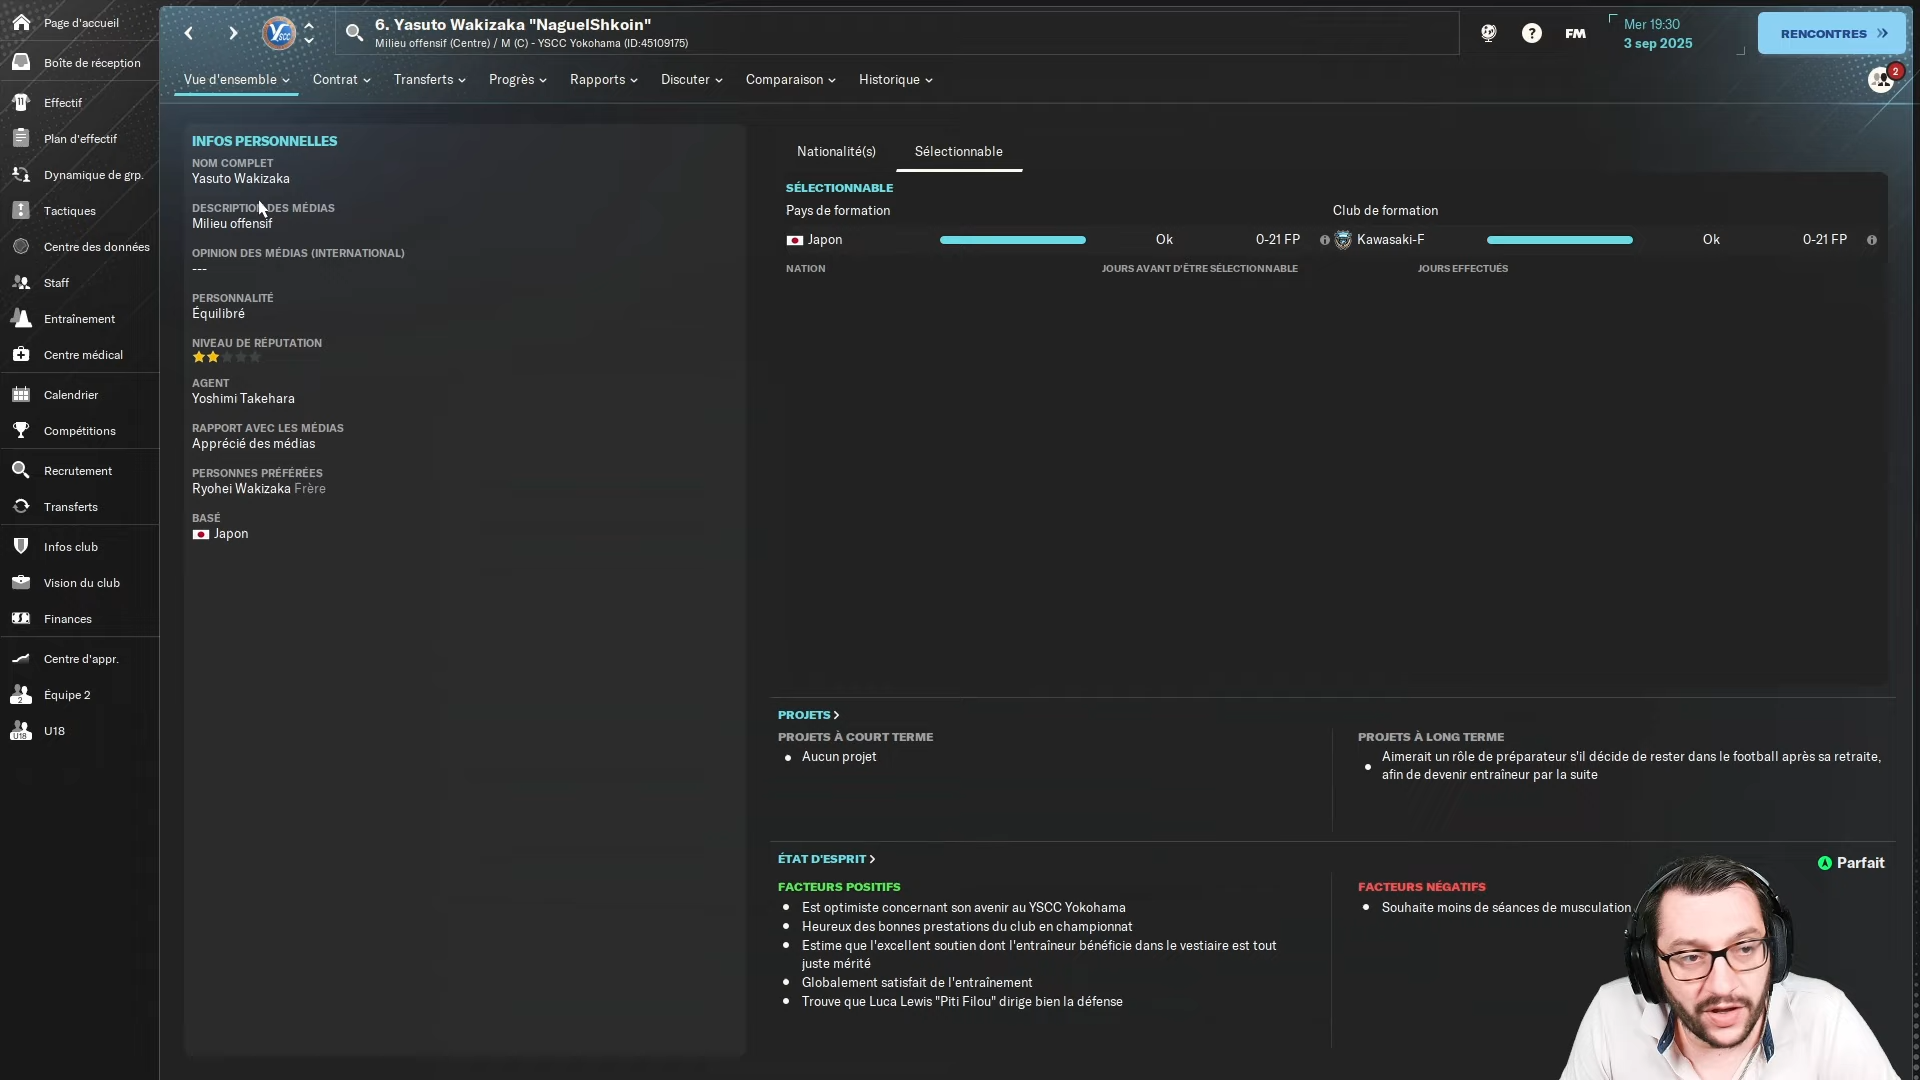 Page d'accueil
Boîte de réception
Effectif
Plan d'effectif
Dynamique de grp.
Tactiques
Centre des données
Staff
Entraînement
Centre médical
Calendrier
Compétitions
Recrutement
Transferts
Infos club
Vision du club
Finances
Centre d'appr.
Équipe 2
U18
6. Yasuto Wakizaka "NaguelShkoin"
Milieu offensif (Centre) / M (C) - YSCC Yokohama (ID:45109175)
FM
Mer 19:30
3 sep 2025
RENCONTRES
2
Vue d'ensemble
Contrat
Transferts
Progrès
Rapports
Discuter
Comparaison
Historique
INFOS PERSONNELLES
NOM COMPLET
Yasuto Wakizaka
DESCRIPTION DES MÉDIAS
Milieu offensif
OPINION DES MÉDIAS (INTERNATIONAL)
---
PERSONNALITÉ
Équilibré
NIVEAU DE RÉPUTATION
AGENT
Yoshimi Takehara
RAPPORT AVEC LES MÉDIAS
Apprécié des médias
PERSONNES PRÉFÉRÉES
Ryohei Wakizaka Frère
BASÉ
Japon
Nationalité(s)
Sélectionnable
SÉLECTIONNABLE
Pays de formation
Club de formation
Japon Ok 0-21 FP
Kawasaki-F Ok 0-21 FP
NATION
JOURS AVANT D'ÊTRE SÉLECTIONNABLE
JOURS EFFECTUÉS
PROJETS
PROJETS À COURT TERME
Aucun projet
PROJETS À LONG TERME
Aimerait un rôle de préparateur s'il décide de rester dans le football après sa retraite,
afin de devenir entraîneur par la suite
ÉTAT D'ESPRIT
Parfait
FACTEURS POSITIFS
Est optimiste concernant son avenir au YSCC Yokohama
Heureux des bonnes prestations du club en championnat
Estime que l'excellent soutien dont l'entraîneur bénéficie dans le vestiaire est tout
juste mérité
Globalement satisfait de l'entraînement
Trouve que Luca Lewis "Piti Filou" dirige bien la défense
FACTEURS NÉGATIFS
Souhaite moins de séances de musculation